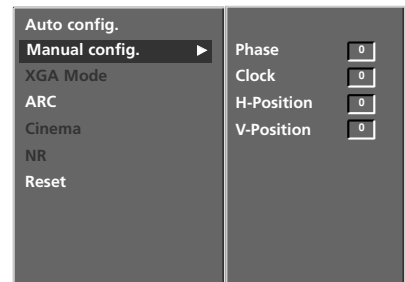 Auto config.
Manual config. ▶
XGA Mode
ARC
Cinema
NR
Reset
Phase 0
Clock 0
H-Position 0
V-Position 0